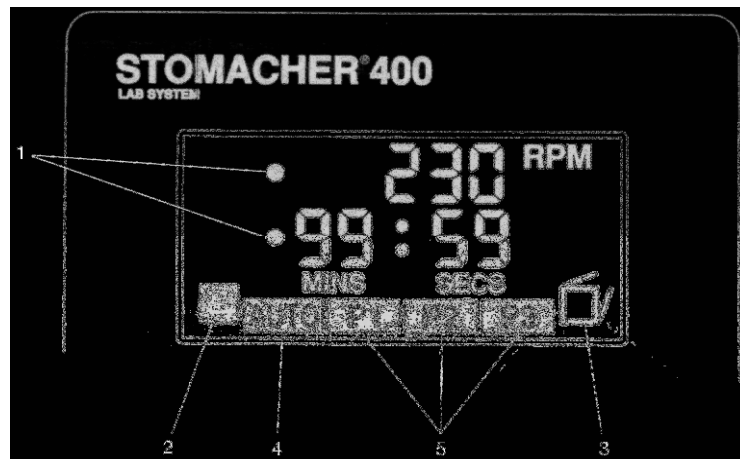 STOMACHER® 400
LAB SYSTEM
1
230 RPM
99 : 59
MINS SECS
2 4 5 3